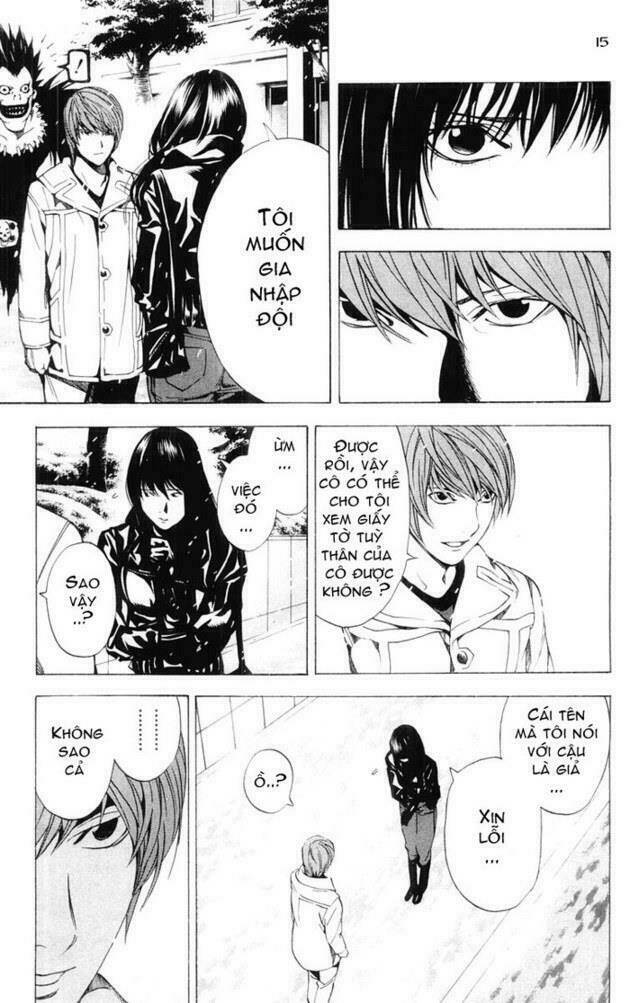 15
!
TÔI
MUỐN
GIA
NHẬP
ĐỘI
ĐƯỢC
RỒI, VẬY
CÔ CÓ THỂ
CHO TÔI
XEM GIẤY
TỜ TUỲ
THÂN CỦA
CÔ ĐƯỢC
KHÔNG ?
ỪM
...
VIỆC
ĐÓ
...
SAO
VẬY
...?
CÁI TÊN
MÀ TÔI NÓI
VỚI CẬU
LÀ GIẢ
...
XIN
LỖI
...
Ồ..?
......
KHÔNG
SAO
CẢ